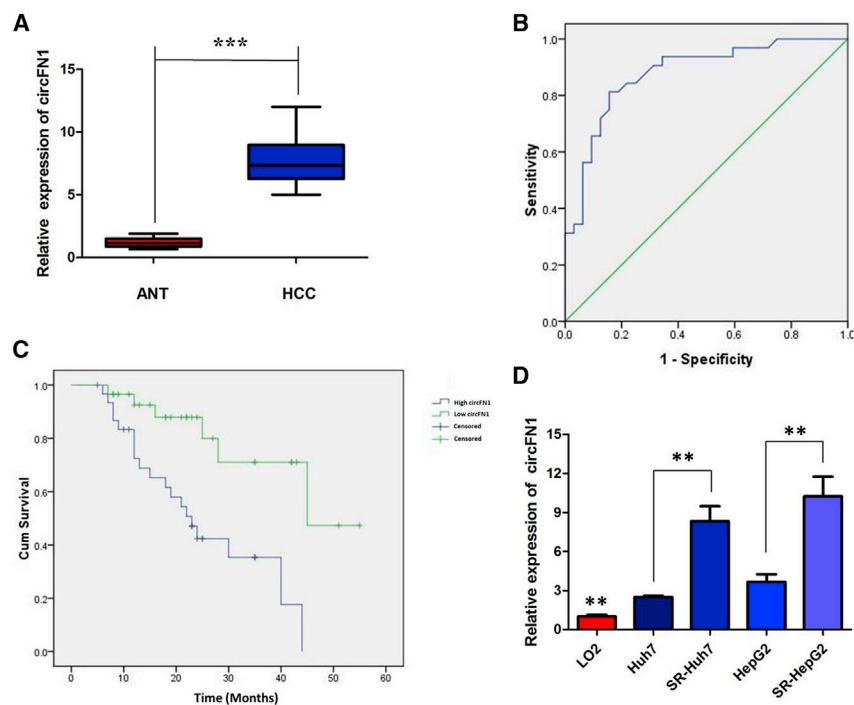 A
Relative expression of circFN1
15
10
5
0
***
ANT
HCC
B
Sensitivity
1.0
0.8
0.6
0.4
0.2
0.0
0.0
0.2
0.4
0.6
0.8
1.0
1 - Specificity
C
Cum Survival
1.0
0.8
0.6
0.4
0.2
0.0
0
10
20
30
40
50
60
Time (Months)
High circFN1
Low circFN1
Censored
Censored
D
Relative expression of circFN1
15
12
9
6
3
0
**
**
**
LO2
Huh7
SR-Huh7
HepG2
SR-HepG2